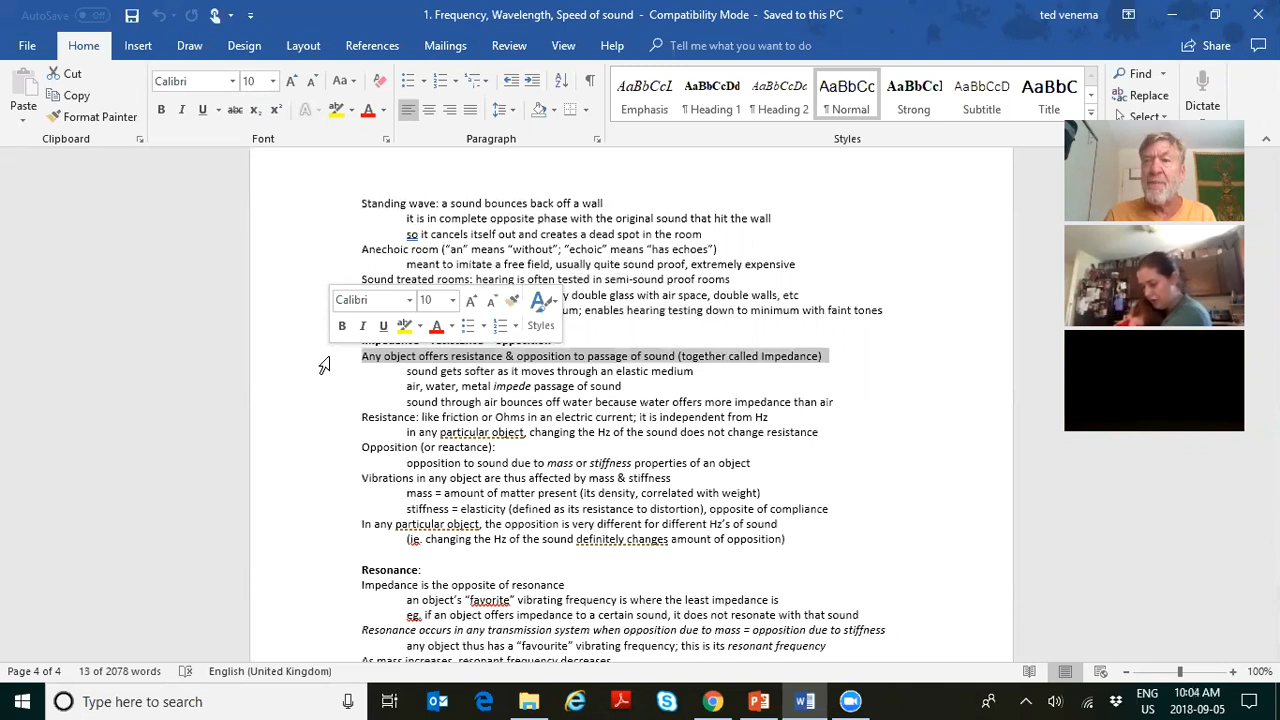 AutoSave Off
1. Frequency, Wavelength, Speed of sound - Compatibility Mode - Saved to this PC
ted venema
File Home Insert Draw Design Layout References Mailings Review View Help Tell me what you want to do Share
Paste
Cut
Copy
Format Painter
Calibri 10
AaBbCcL AaBbCcDd AaBbCcDd AaBbCc AaBbCcI AaBbCcDd AaBbC
Emphasis ¶ Heading 1 ¶ Heading 2 ¶ Normal Strong Subtitle Title
Find
Replace
Select
Dictate
Clipboard Font Paragraph Styles
Standing wave: a sound bounces back off a wall
it is in complete opposite phase with the original sound that hit the wall
so it cancels itself out and creates a dead spot in the room
Anechoic room (“an” means “without”; “echoic” means “has echoes”)
meant to imitate a free field, usually quite sound proof, extremely expensive
Sound treated rooms: hearing is often tested in semi-sound proof rooms
double glass with air space, double walls, etc
; enables hearing testing down to minimum with faint tones
Calibri 10
Styles
Any object offers resistance & opposition to passage of sound (together called Impedance)
sound gets softer as it moves through an elastic medium
air, water, metal impede passage of sound
sound through air bounces off water because water offers more impedance than air
Resistance: like friction or Ohms in an electric current; it is independent from Hz
in any particular object, changing the Hz of the sound does not change resistance
Opposition (or reactance):
opposition to sound due to mass or stiffness properties of an object
Vibrations in any object are thus affected by mass & stiffness
mass = amount of matter present (its density, correlated with weight)
stiffness = elasticity (defined as its resistance to distortion), opposite of compliance
In any particular object, the opposition is very different for different Hz’s of sound
(ie. changing the Hz of the sound definitely changes amount of opposition)
Resonance:
Impedance is the opposite of resonance
an object’s “favorite” vibrating frequency is where the least impedance is
eg. if an object offers impedance to a certain sound, it does not resonate with that sound
Resonance occurs in any transmission system when opposition due to mass = opposition due to stiffness
any object thus has a “favourite” vibrating frequency; this is its resonant frequency
As mass increases, resonant frequency decreases
Page 4 of 4 13 of 2078 words English (United Kingdom) 100%
Type here to search
ENG
US
10:04 AM
2018-09-05